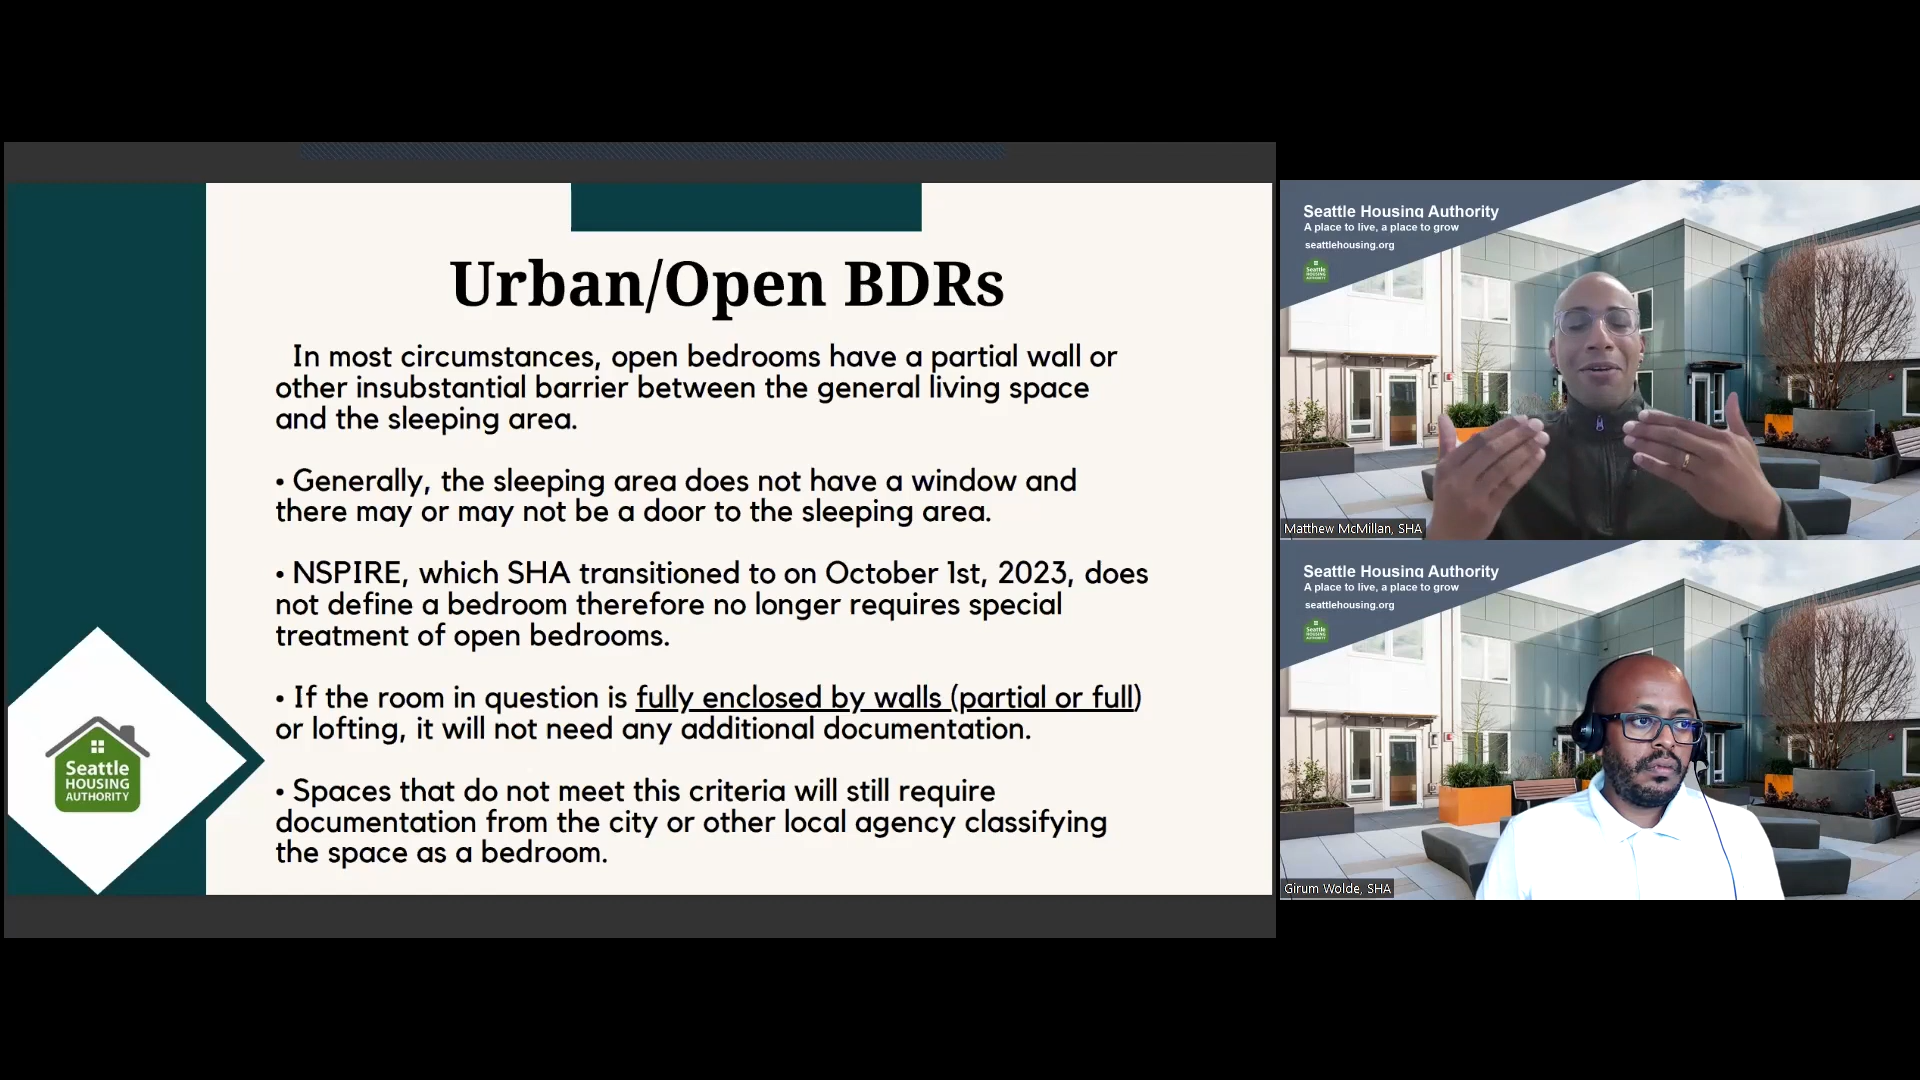 Urban/Open BDRs
In most circumstances, open bedrooms have a partial wall or
other insubstantial barrier between the general living space
and the sleeping area.
• Generally, the sleeping area does not have a window and
there may or may not be a door to the sleeping area.
• NSPIRE, which SHA transitioned to on October 1st, 2023, does
not define a bedroom therefore no longer requires special
treatment of open bedrooms.
• If the room in question is fully enclosed by walls (partial or full)
or lofting, it will not need any additional documentation.
• Spaces that do not meet this criteria will still require
documentation from the city or other local agency classifying
the space as a bedroom.
Seattle
HOUSING
AUTHORITY
Seattle Housing Authority
A place to live, a place to grow
seattlehousing.org
Seattle
HOUSING
AUTHORITY
Matthew McMillan, SHA
Seattle Housing Authority
A place to live, a place to grow
seattlehousing.org
Seattle
HOUSING
AUTHORITY
Girum Wolde, SHA